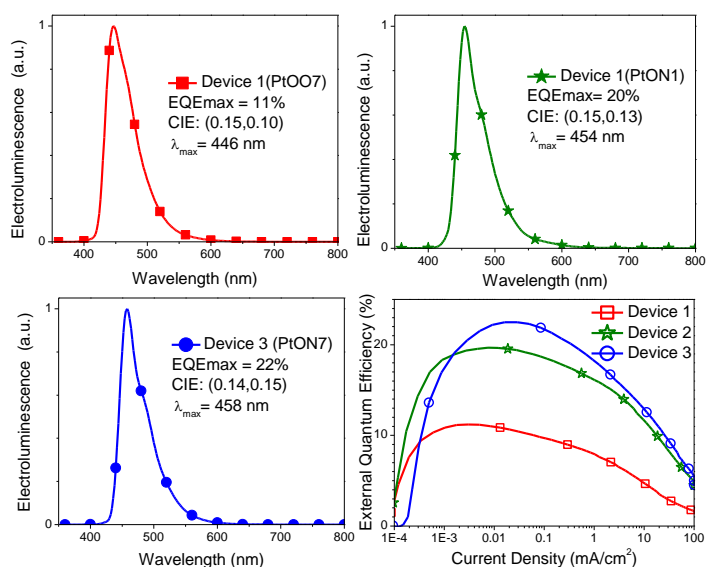 1
Electroluminescence (a.u.)
Device 1(PtOO7)
EQEmax = 11%
CIE: (0.15,0.10)
λmax= 446 nm
0
400 500 600 700 800
Wavelength (nm)
1
Electroluminescence (a.u.)
Device 1(PtON1)
EQEmax= 20%
CIE: (0.15,0.13)
λmax= 454 nm
0
400 500 600 700 800
Wavelength (nm)
1
Electroluminescence (a.u.)
Device 3 (PtON7)
EQEmax = 22%
CIE: (0.14,0.15)
λmax= 458 nm
0
400 500 600 700 800
Wavelength (nm)
External Quantum Efficiency (%)
Device 1
Device 2
Device 3
20
10
0
1E-4 1E-3 0.01 0.1 1 10 100
Current Density (mA/cm²)